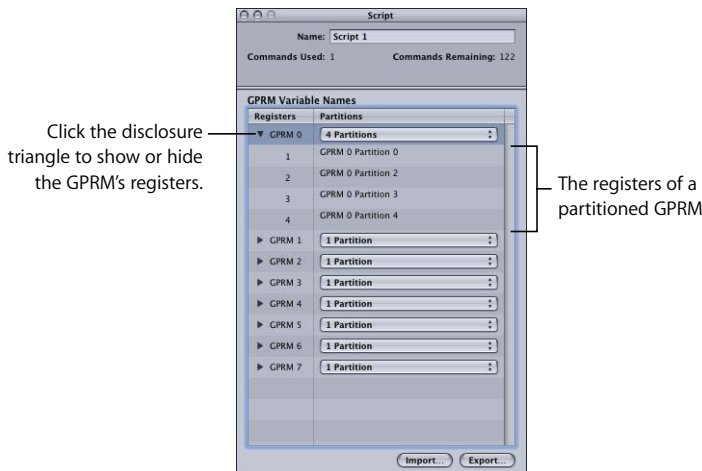 Script
Name: Script 1
Commands Used: 1 Commands Remaining: 122
GPRM Variable Names
Registers Partitions
GPRM 0 4 Partitions
1 GPRM 0 Partition 0
2 GPRM 0 Partition 2
3 GPRM 0 Partition 3
4 GPRM 0 Partition 4
GPRM 1 1 Partition
GPRM 2 1 Partition
GPRM 3 1 Partition
GPRM 4 1 Partition
GPRM 5 1 Partition
GPRM 6 1 Partition
GPRM 7 1 Partition
Import... Export...
Click the disclosure
triangle to show or hide
the GPRM's registers.
The registers of a
partitioned GPRM